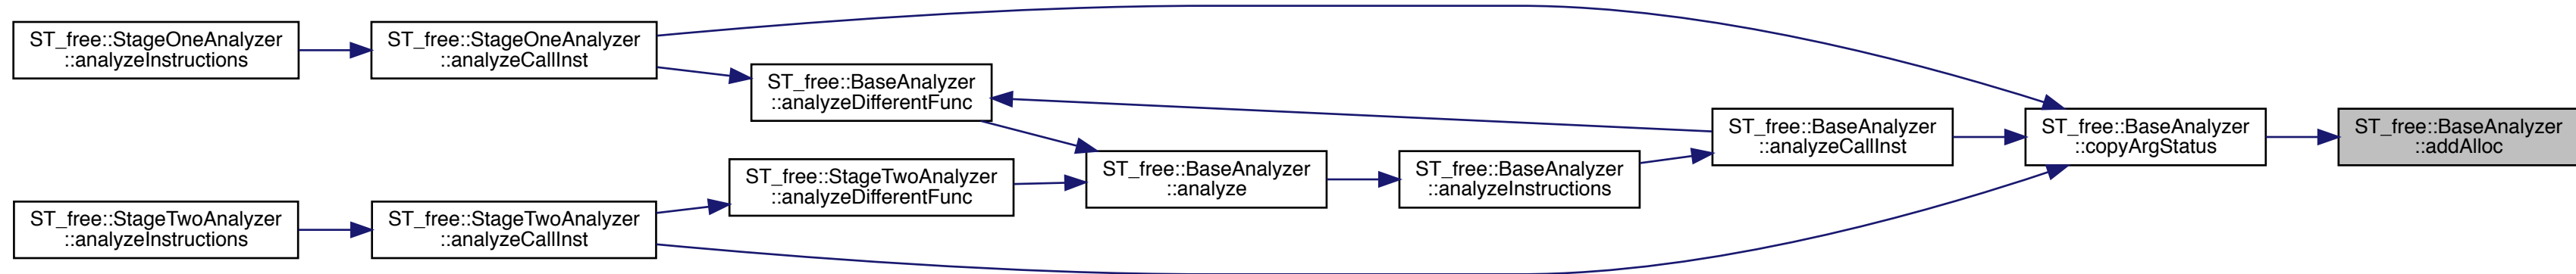 ST_free::StageOneAnalyzer
::analyzeInstructions
ST_free::StageOneAnalyzer
::analyzeCallInst
ST_free::BaseAnalyzer
::analyzeDifferentFunc
ST_free::StageTwoAnalyzer
::analyzeInstructions
ST_free::StageTwoAnalyzer
::analyzeCallInst
ST_free::StageTwoAnalyzer
::analyzeDifferentFunc
ST_free::BaseAnalyzer
::analyze
ST_free::BaseAnalyzer
::analyzeInstructions
ST_free::BaseAnalyzer
::analyzeCallInst
ST_free::BaseAnalyzer
::copyArgStatus
ST_free::BaseAnalyzer
::addAlloc